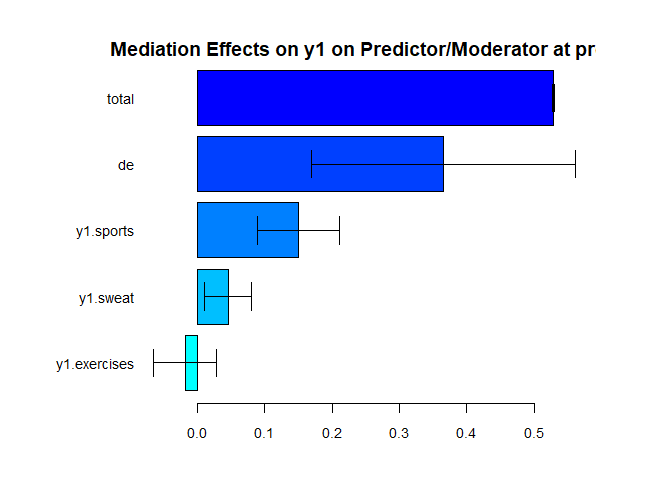 Mediation Effects on y1 on Predictor/Moderator at pr
total
de
y1.sports
y1.sweat
y1.exercises
0.0 0.1 0.2 0.3 0.4 0.5